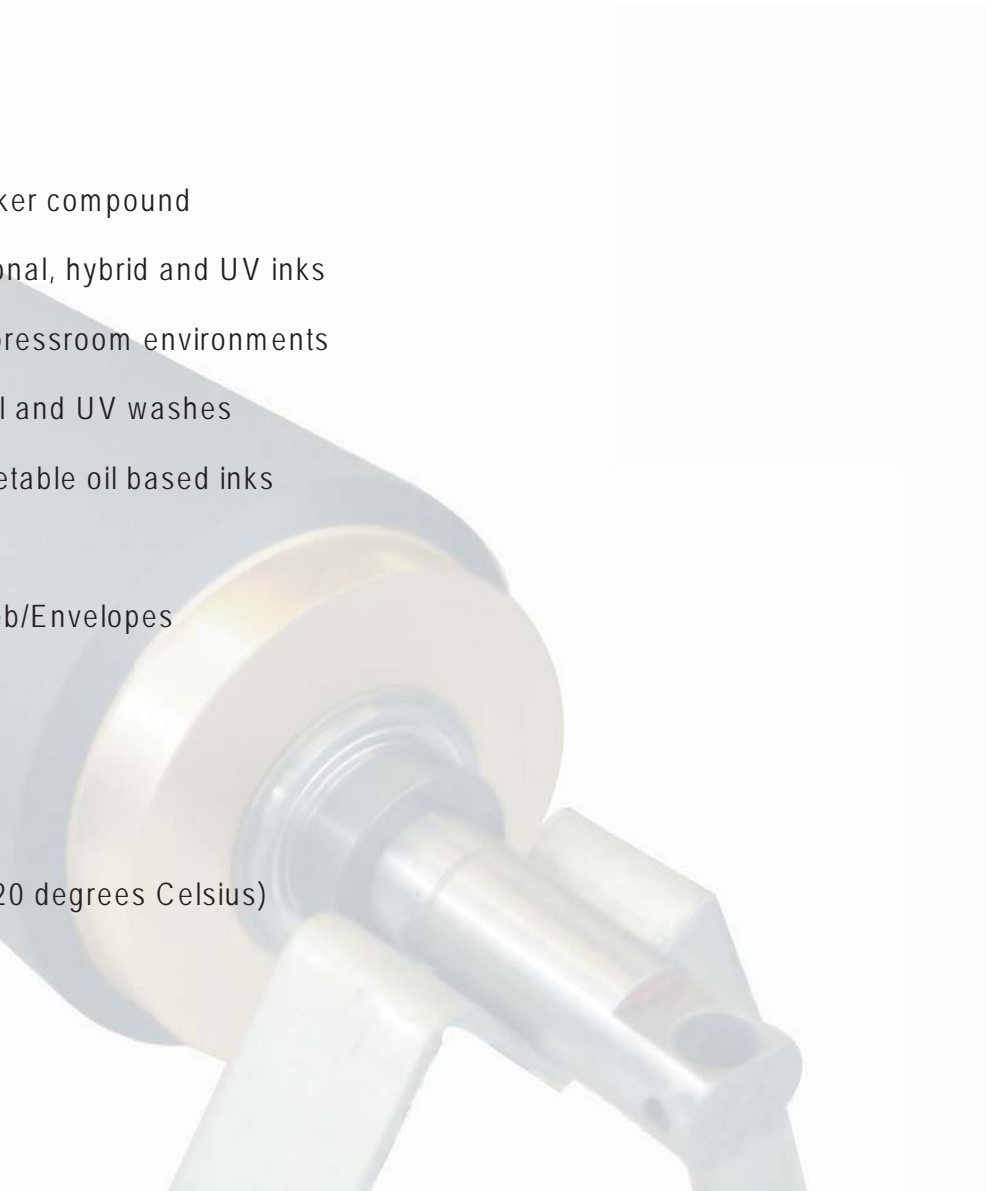 ker compound
onal, hybrid and UV inks
pressroom environments
l and UV washes
etable oil based inks
eb/Envelopes
20 degrees Celsius)